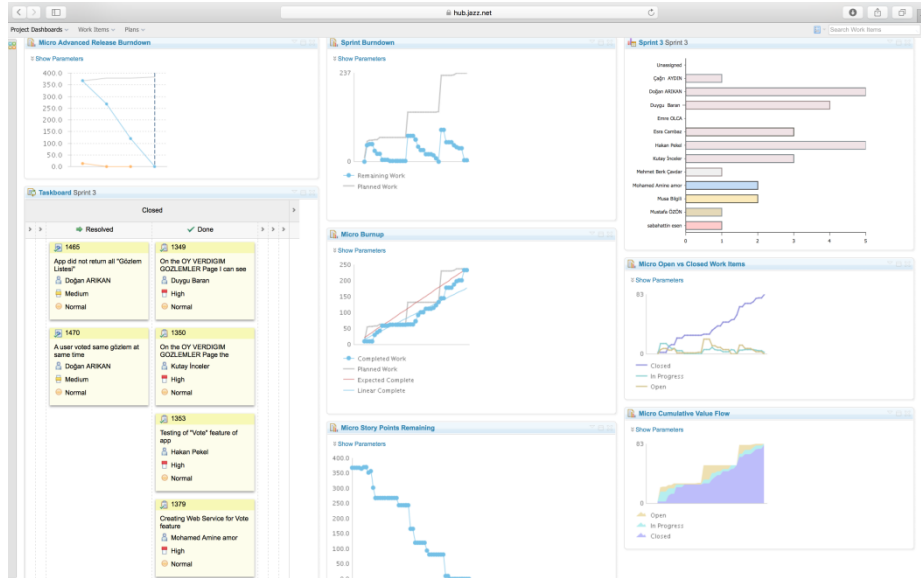 hub.jazz.net
Project Dashboards
Work Items
Plans
Search Work Items
Micro Advanced Release Burndown
Show Parameters
400.0
350.0
300.0
250.0
200.0
150.0
100.0
50.0
0.0
Taskboard Sprint 3
Closed
Resolved
Done
1465
App did not return all "Gözlem
Listesi"
Doğan ARIKAN
Medium
Normal
1470
A user voted same gözlem at
same time
Doğan ARIKAN
Medium
Normal
1349
On the OY VERDIGIM
GOZLEMLER Page I can see
Duygu Baran
High
Normal
1350
On the OY VERDIGIM
GOZLEMLER Page the
Kutay İnceler
High
Normal
1353
Testing of "Vote" feature of
app
Hakan Pekel
High
Normal
1379
Creating Web Service for Vote
feature
Mohamed Amine amor
High
Normal
Sprint Burndown
Show Parameters
237
0
Remaining Work
Planned Work
Micro Burnup
Show Parameters
250
200
150
100
50
0
Completed Work
Planned Work
Expected Complete
Linear Complete
Micro Story Points Remaining
Show Parameters
400.0
350.0
300.0
250.0
200.0
150.0
100.0
50.0
Sprint 3 Sprint 3
Unassigned
Çağrı AYDIN
Doğan ARIKAN
Duygu Baran
Emre OLCA
Esra Cambaz
Hakan Pekel
Kutay İnceler
Mehmet Berk Çavdar
Mohamed Amine amor
Musa Bilgil
Mustafa ÖZÖN
sabahattin esen
0 1 2 3 4 5
Micro Open vs Closed Work Items
Show Parameters
83
0
Closed
In Progress
Open
Micro Cumulative Value Flow
Show Parameters
83
0
Open
In Progress
Closed